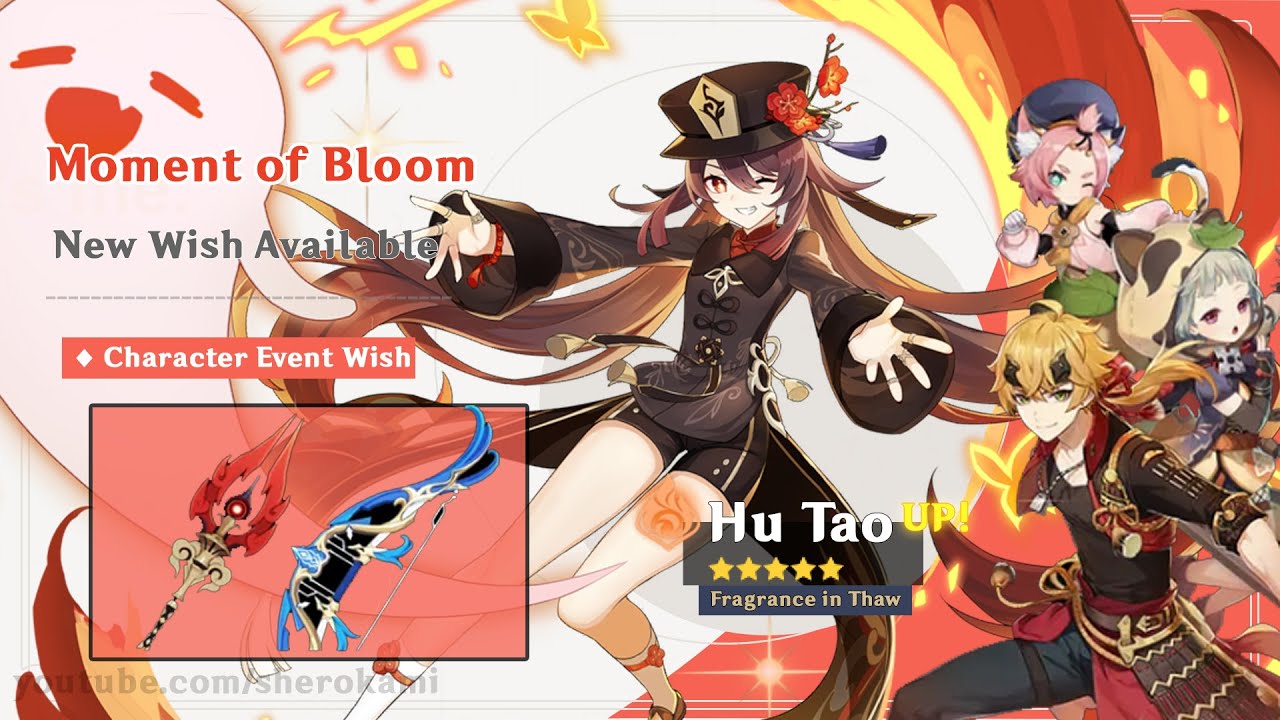 Moment of Bloom
New Wish Available
♦ Character Event Wish
Hu Tao UP!
Fragrance in Thaw
youtube.com/sherokami